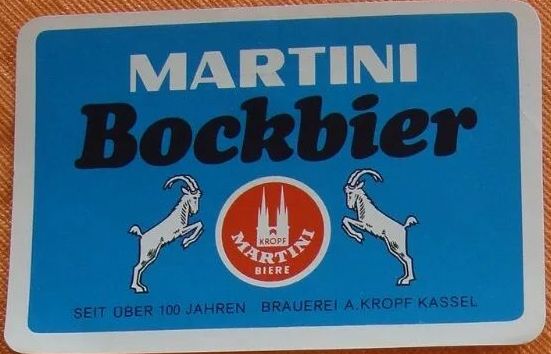 MARTINI
Bockbier
KROPF
MARTINI
BIERE
SEIT ÜBER 100 JAHREN BRAUEREI A.KROPF KASSEL